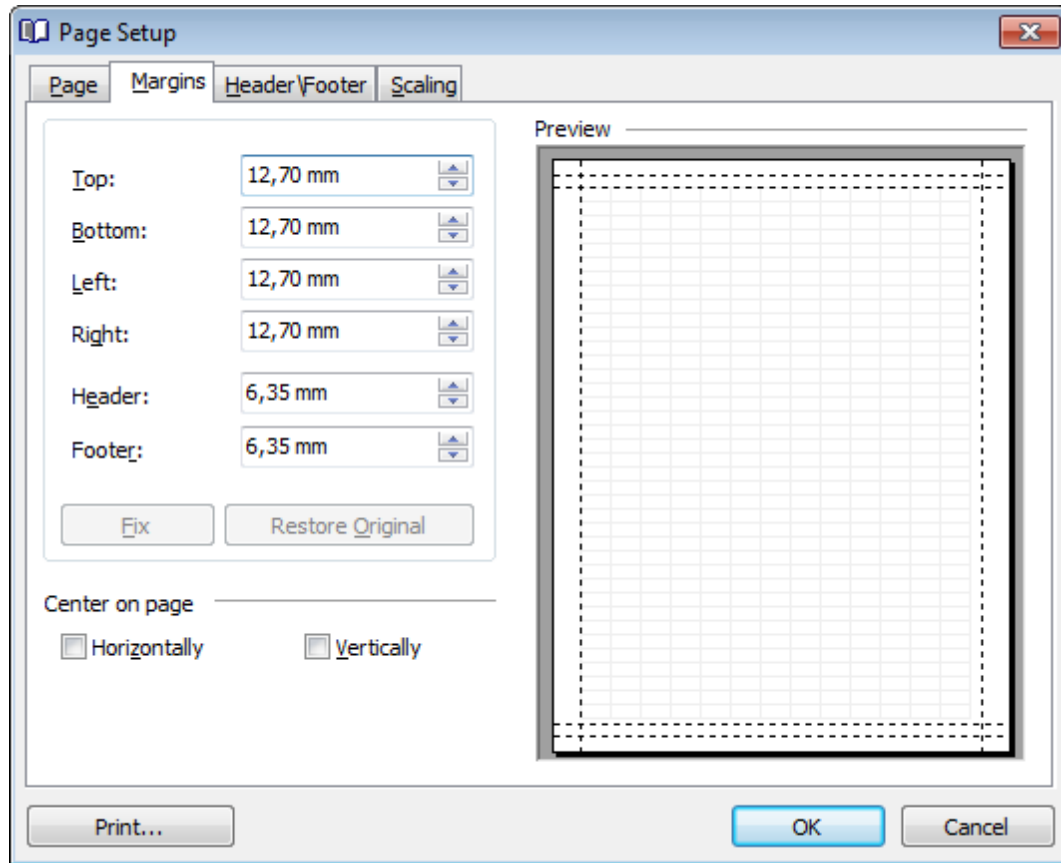 Page Setup
Page Margins Header\Footer Scaling
Preview
Top: 12,70 mm
Bottom: 12,70 mm
Left: 12,70 mm
Right: 12,70 mm
Header: 6,35 mm
Footer: 6,35 mm
Fix Restore Original
Center on page
Horizontally Vertically
Print... OK Cancel